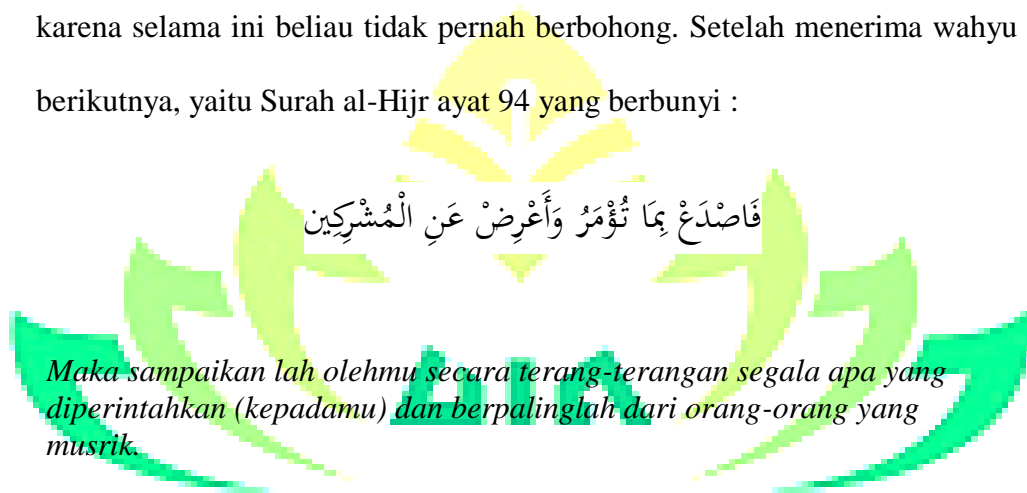 karena selama ini beliau tidak pernah berbohong. Setelah menerima wahyu
berikutnya, yaitu Surah al-Hijr ayat 94 yang berbunyi :
فَاصْدَعْ بِمَا تُؤْمَرُ وَأَعْرِضْ عَنِ الْمُشْرِكِين
Maka sampaikan lah olehmu secara terang-terangan segala apa yang
diperintahkan (kepadamu) dan berpalinglah dari orang-orang yang
musrik.